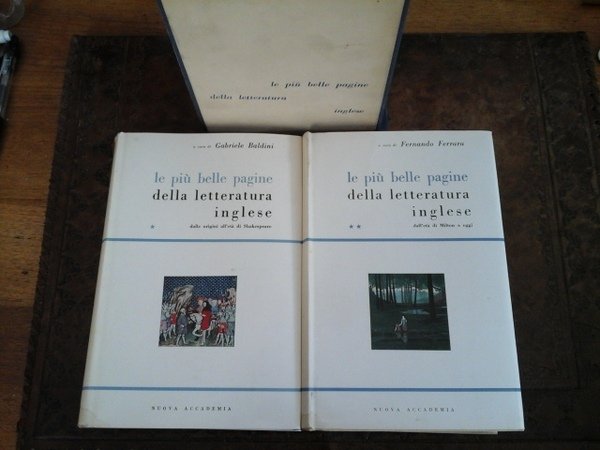 le più belle pagine
della letteratura
inglese
a cura di Gabriele Baldini
le più belle pagine
della letteratura
inglese
* dalle origini all'età di Shakespeare
NUOVA ACCADEMIA
a cura di Fernando Ferrara
le più belle pagine
della letteratura
inglese
** dall'età di Milton a oggi
NUOVA ACCADEMIA